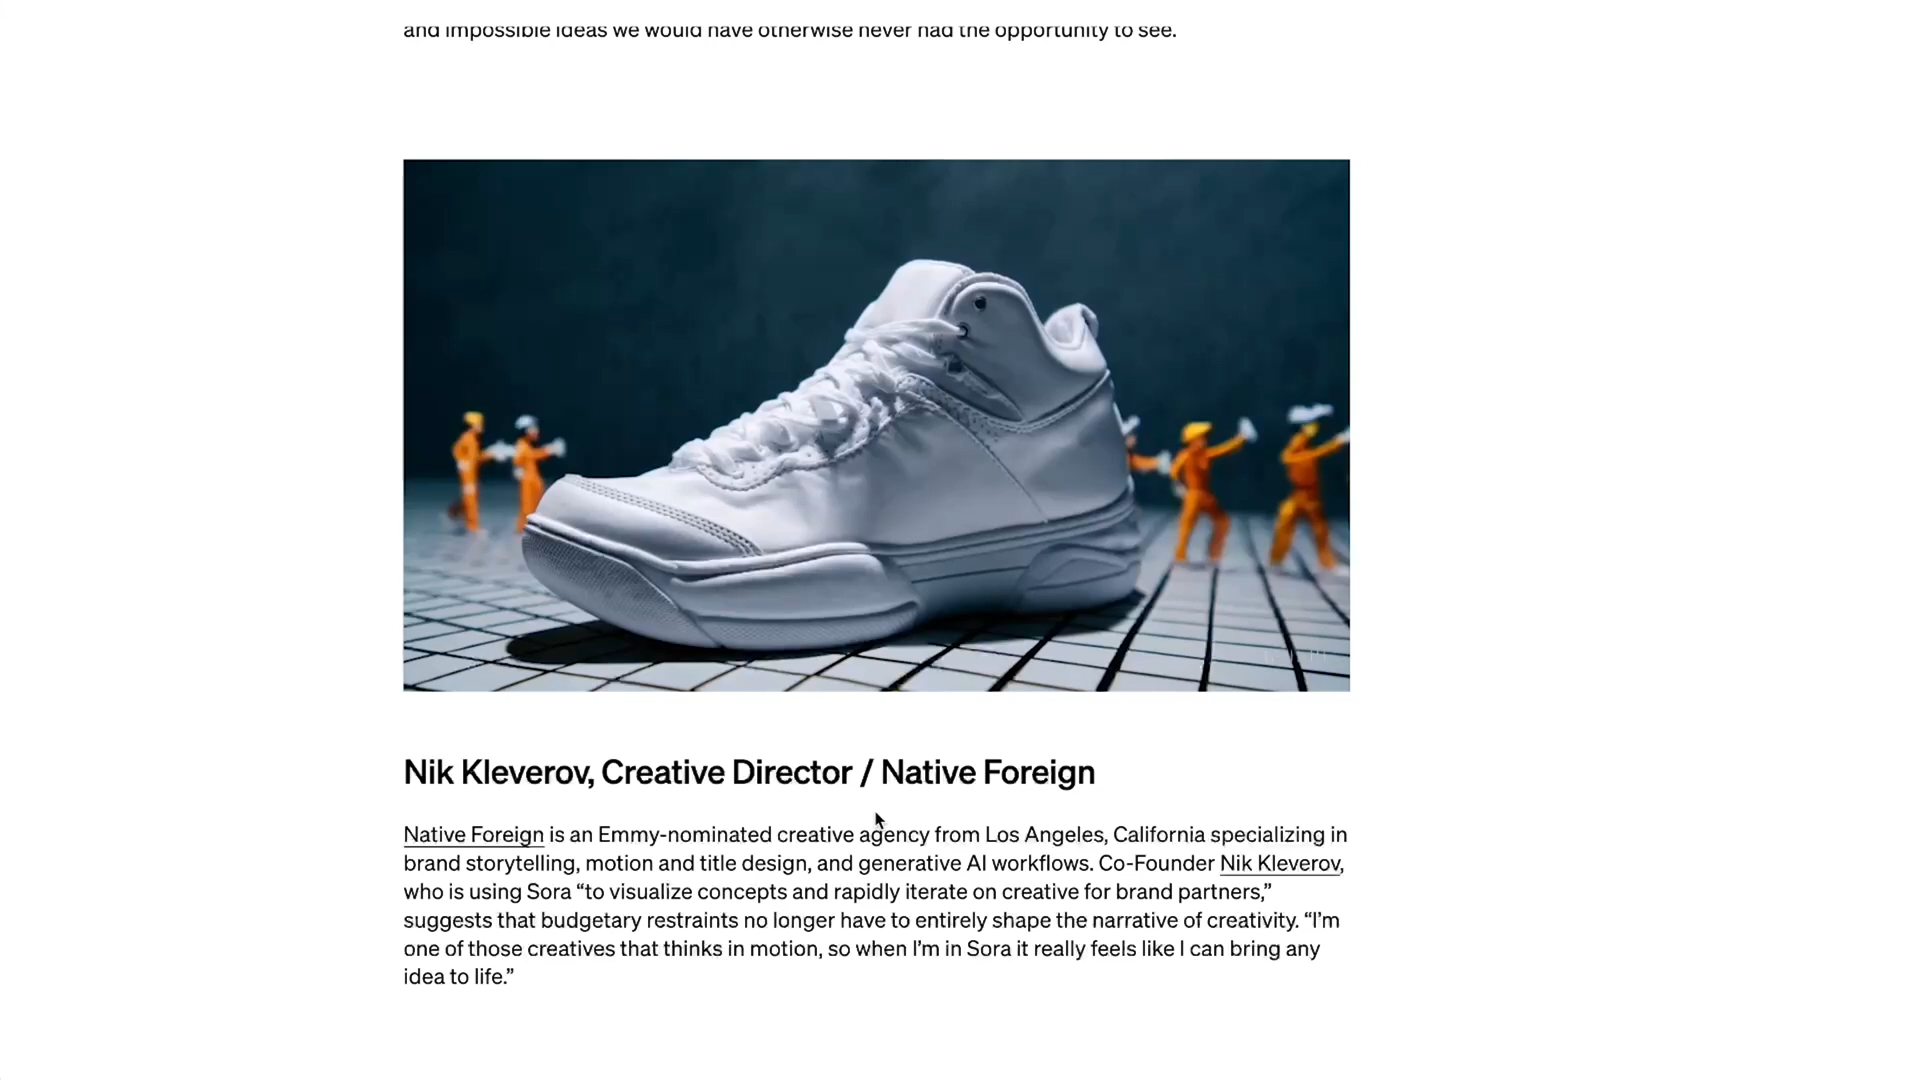 and impossible ideas we would have otherwise never had the opportunity to see.
Nik Kleverov, Creative Director / Native Foreign
Native Foreign is an Emmy-nominated creative agency from Los Angeles, California specializing in
brand storytelling, motion and title design, and generative AI workflows. Co-Founder Nik Kleverov,
who is using Sora “to visualize concepts and rapidly iterate on creative for brand partners,”
suggests that budgetary restraints no longer have to entirely shape the narrative of creativity. “I’m
one of those creatives that thinks in motion, so when I’m in Sora it really feels like I can bring any
idea to life.”